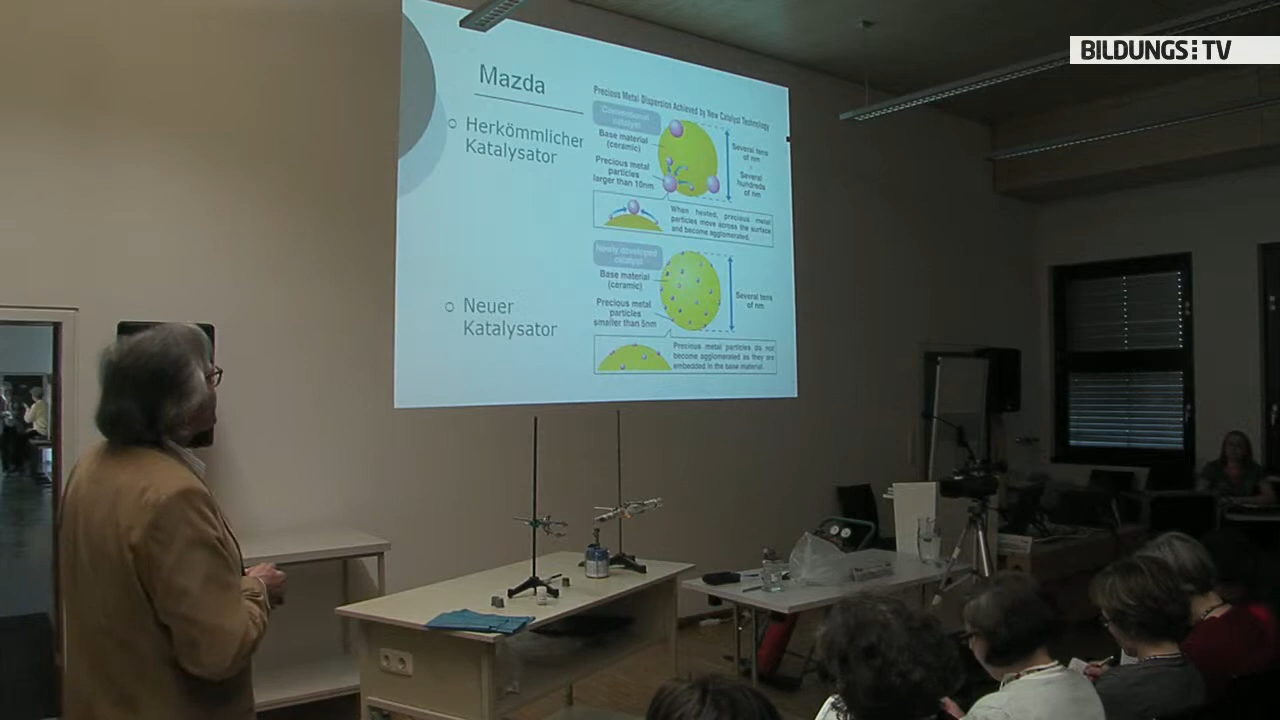 BILDUNGS TV
Mazda
Herkömmlicher
Katalysator
Neuer
Katalysator
Precious Metal Dispersion Achieved by New Catalyst Technology
Conventional
catalyst
Base material
(ceramic)
Precious metal
particles
larger than 10nm
Several tens
of nm
Several
hundreds
of nm
When heated, precious metal
particles move across the surface
and become agglomerated.
Newly developed
catalyst
Base material
(ceramic)
Precious metal
particles
smaller than 5nm
Several tens
of nm
Precious metal particles do not
become agglomerated as they are
embedded in the base material.